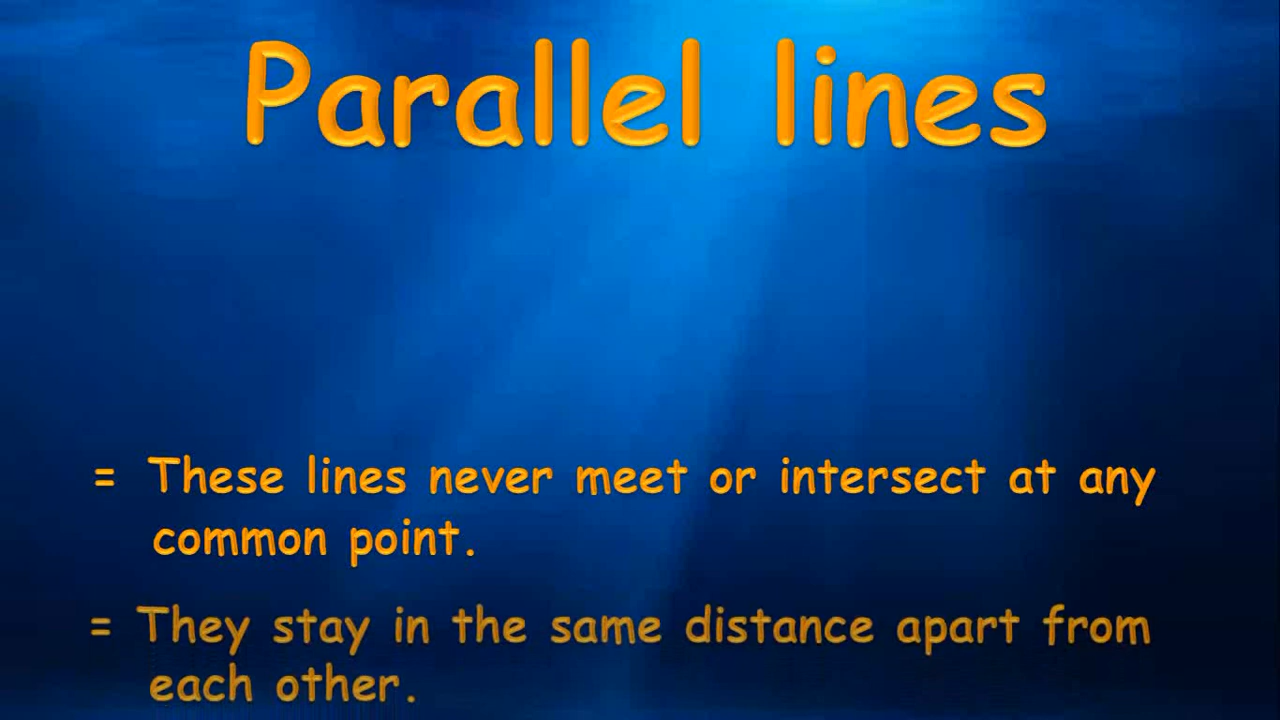 Parallel lines
= These lines never meet or intersect at any
common point.
= They stay in the same distance apart from
each other.